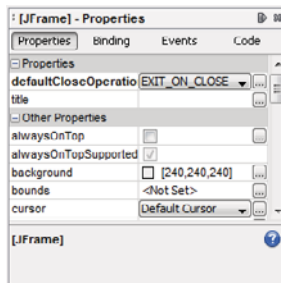 [JFrame] - Properties
Properties Binding Events Code
Properties
defaultCloseOperatio EXIT_ON_CLOSE ...
title ...
Other Properties
alwaysOnTop
alwaysOnTopSupported
background [240,240,240] ...
bounds <Not Set> ...
cursor Default Cursor ...
[JFrame] ?